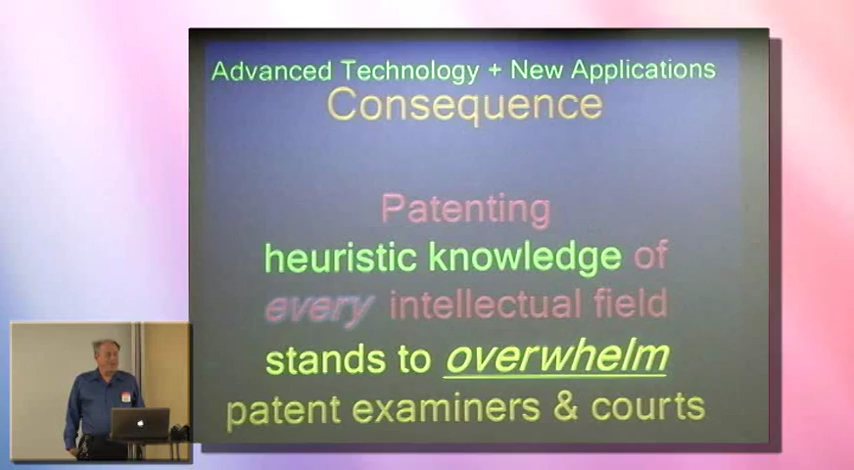 Advanced Technology + New Applications
Consequence
Patenting
heuristic knowledge of
every intellectual field
stands to overwhelm
patent examiners & courts